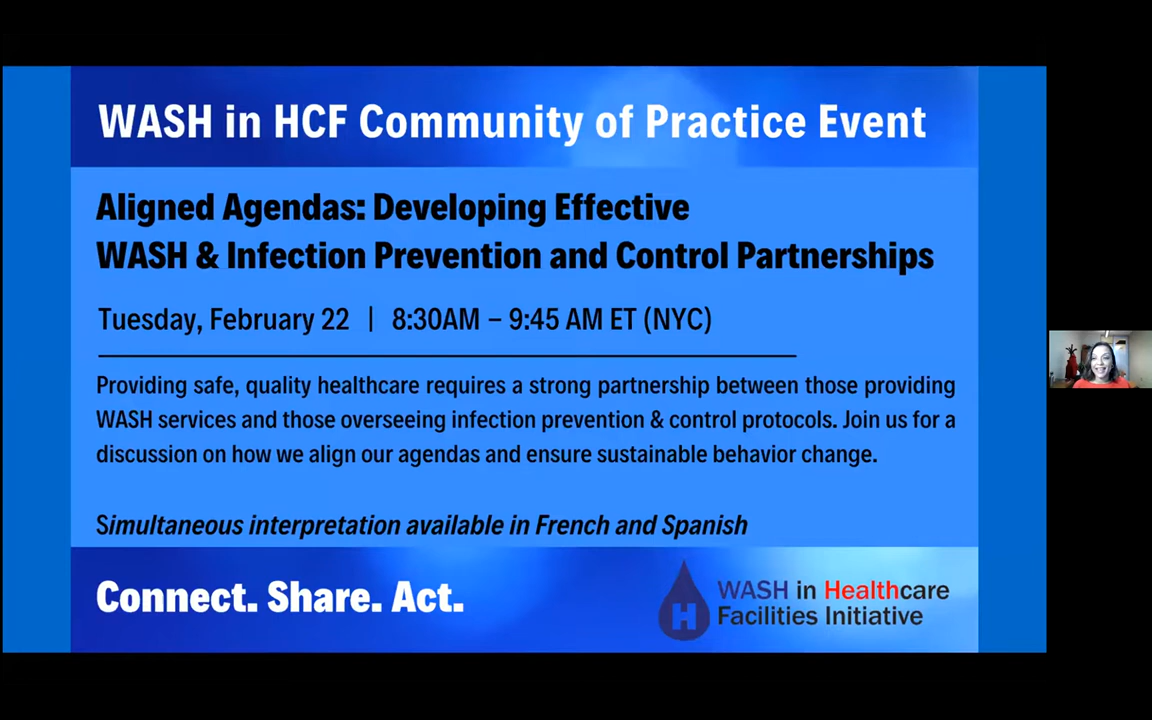 WASH in HCF Community of Practice Event
Aligned Agendas: Developing Effective
WASH & Infection Prevention and Control Partnerships
Tuesday, February 22 | 8:30AM – 9:45 AM ET (NYC)
Providing safe, quality healthcare requires a strong partnership between those providing
WASH services and those overseeing infection prevention & control protocols. Join us for a
discussion on how we align our agendas and ensure sustainable behavior change.
Simultaneous interpretation available in French and Spanish
Connect. Share. Act.
H
WASH in Healthcare
Facilities Initiative